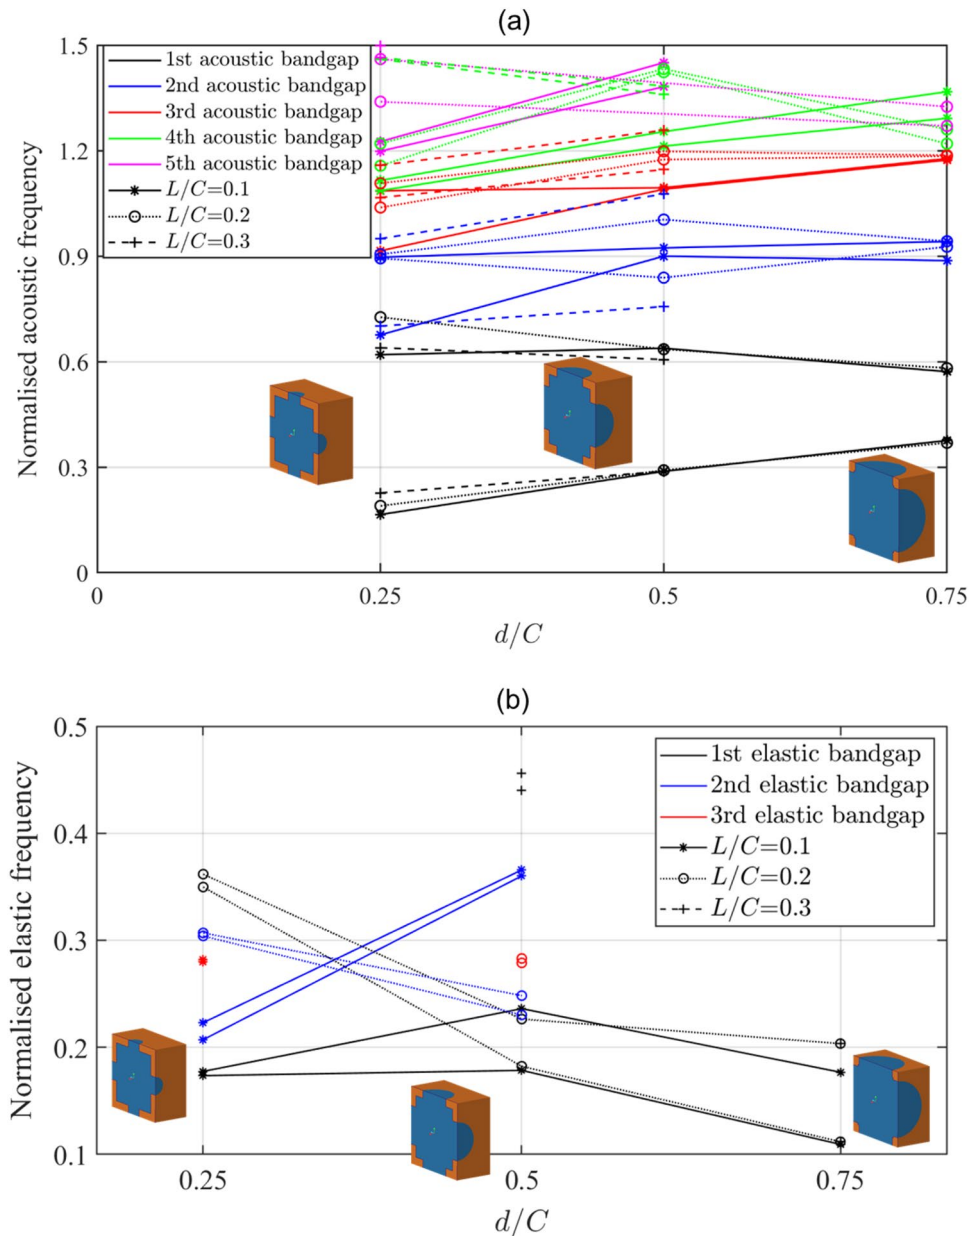 (a)
Normalised acoustic frequency
1.5
1.2
0.9
0.6
0.3
0
1st acoustic bandgap
2nd acoustic bandgap
3rd acoustic bandgap
4th acoustic bandgap
5th acoustic bandgap
L/C=0.1
L/C=0.2
L/C=0.3
0 0.25 0.5 0.75
d/C
(b)
Normalised elastic frequency
0.5
0.4
0.3
0.2
0.1
1st elastic bandgap
2nd elastic bandgap
3rd elastic bandgap
L/C=0.1
L/C=0.2
L/C=0.3
0.25 0.5 0.75
d/C